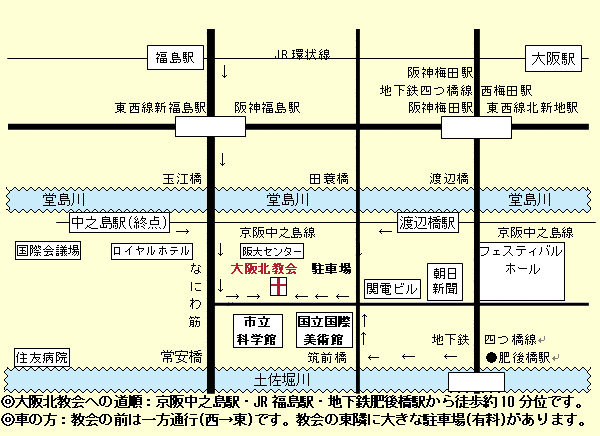 福島駅
JR環状線
大阪駅
阪神梅田駅
地下鉄四つ橋線 西梅田駅
東西線新福島駅 阪神福島駅
阪神梅田駅 東西線北新地駅
玉江橋 田蓑橋 渡辺橋
堂島川 堂島川 堂島川
中之島駅(終点) → 渡辺橋駅
京阪中之島線 ← 京阪中之島線
国際会議場 ロイヤルホテル 阪大センター
フェスティバルホール
大阪北教会 駐車場
なにわ筋
関電ビル
朝日新聞
市立科学館
国立国際美術館
地下鉄 四つ橋線
住友病院 常安橋 筑前橋 ●肥後橋駅
土佐堀川
◎大阪北教会への道順：京阪中之島駅・JR福島駅・地下鉄肥後橋駅から徒歩約10分位です。
◎車の方：教会の前は一方通行(西→東)です。教会の東隣に大きな駐車場(有料)があります。